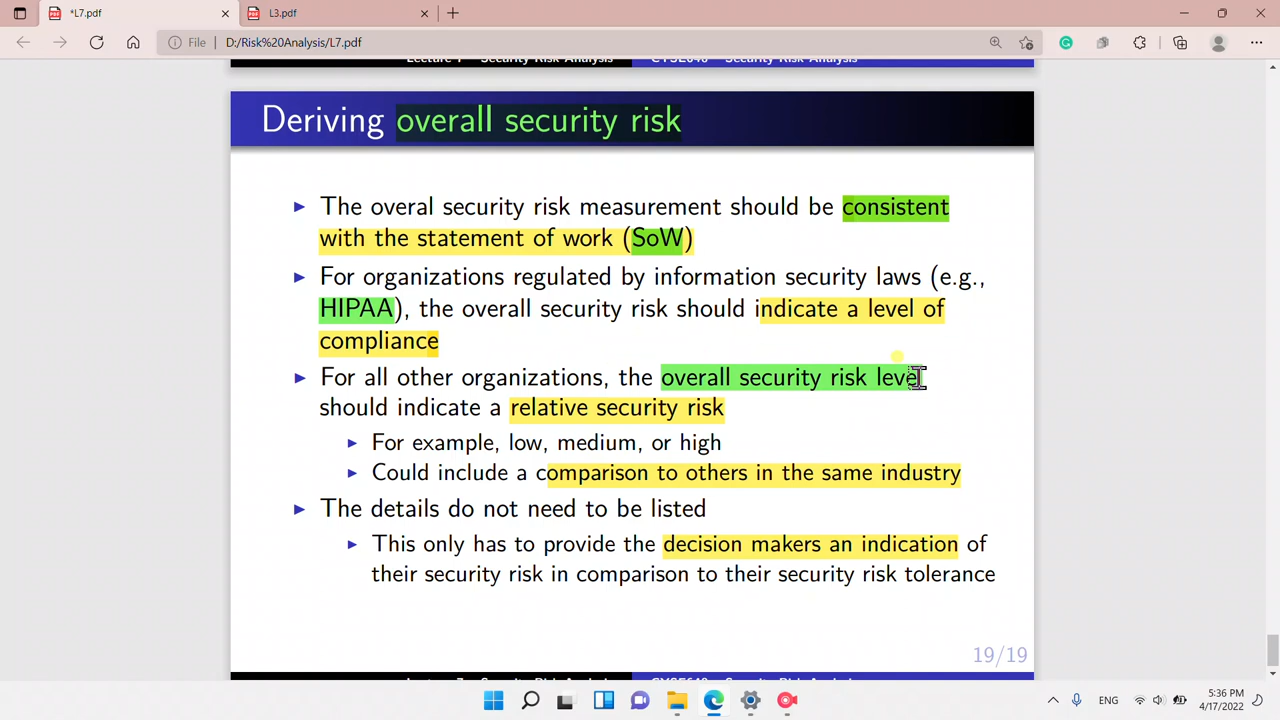 *L7.pdf
L3.pdf
File
D:/Risk%20Analysis/L7.pdf
Deriving overall security risk
The overal security risk measurement should be consistent
with the statement of work (SoW)
For organizations regulated by information security laws (e.g.,
HIPAA), the overall security risk should indicate a level of
compliance
For all other organizations, the overall security risk level
should indicate a relative security risk
For example, low, medium, or high
Could include a comparison to others in the same industry
The details do not need to be listed
This only has to provide the decision makers an indication of
their security risk in comparison to their security risk tolerance
19/19
ENG
5:36 PM
4/17/2022